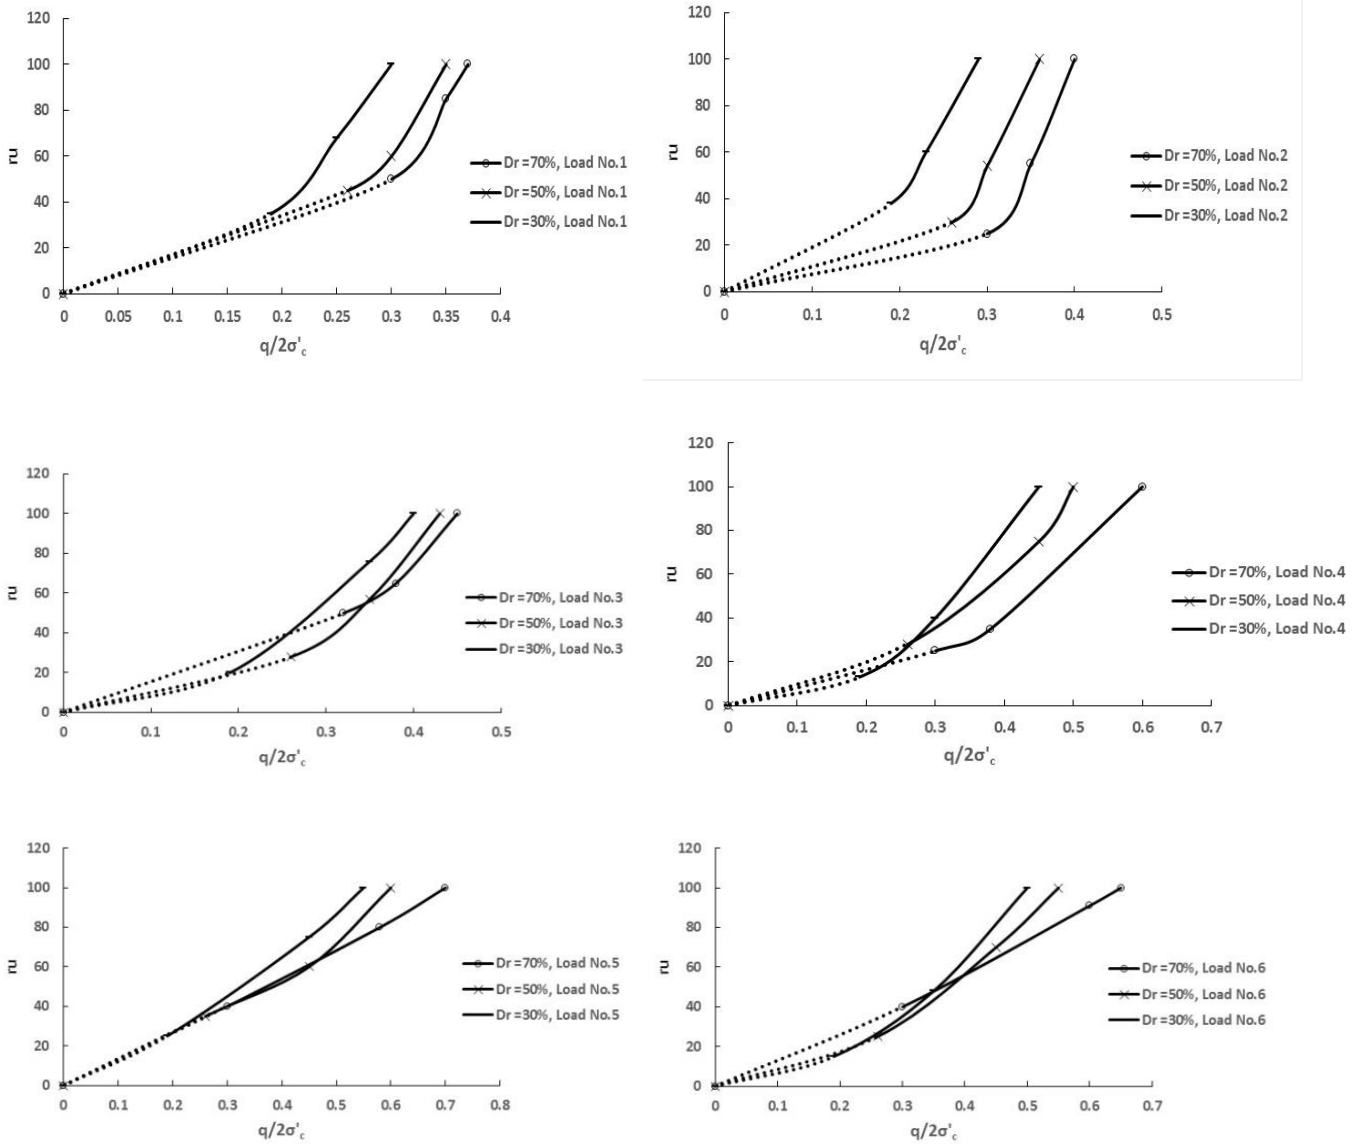 120
100
80
60
40
20
0
ru
0 0.05 0.1 0.15 0.2 0.25 0.3 0.35 0.4
q/2σ'c
Dr =70%, Load No.1
Dr =50%, Load No.1
Dr =30%, Load No.1
120
100
80
60
40
20
0
ru
0 0.1 0.2 0.3 0.4 0.5
q/2σ'c
Dr =70%, Load No.2
Dr =50%, Load No.2
Dr =30%, Load No.2
120
100
80
60
40
20
0
ru
0 0.1 0.2 0.3 0.4 0.5
q/2σ'c
Dr =70%, Load No.3
Dr =50%, Load No.3
Dr =30%, Load No.3
120
100
80
60
40
20
0
ru
0 0.1 0.2 0.3 0.4 0.5 0.6 0.7
q/2σ'c
Dr =70%, Load No.4
Dr =50%, Load No.4
Dr =30%, Load No.4
120
100
80
60
40
20
0
ru
0 0.1 0.2 0.3 0.4 0.5 0.6 0.7 0.8
q/2σ'c
Dr =70%, Load No.5
Dr =50%, Load No.5
Dr =30%, Load No.5
120
100
80
60
40
20
0
ru
0 0.1 0.2 0.3 0.4 0.5 0.6 0.7
q/2σ'c
Dr =70%, Load No.6
Dr =50%, Load No.6
Dr =30%, Load No.6